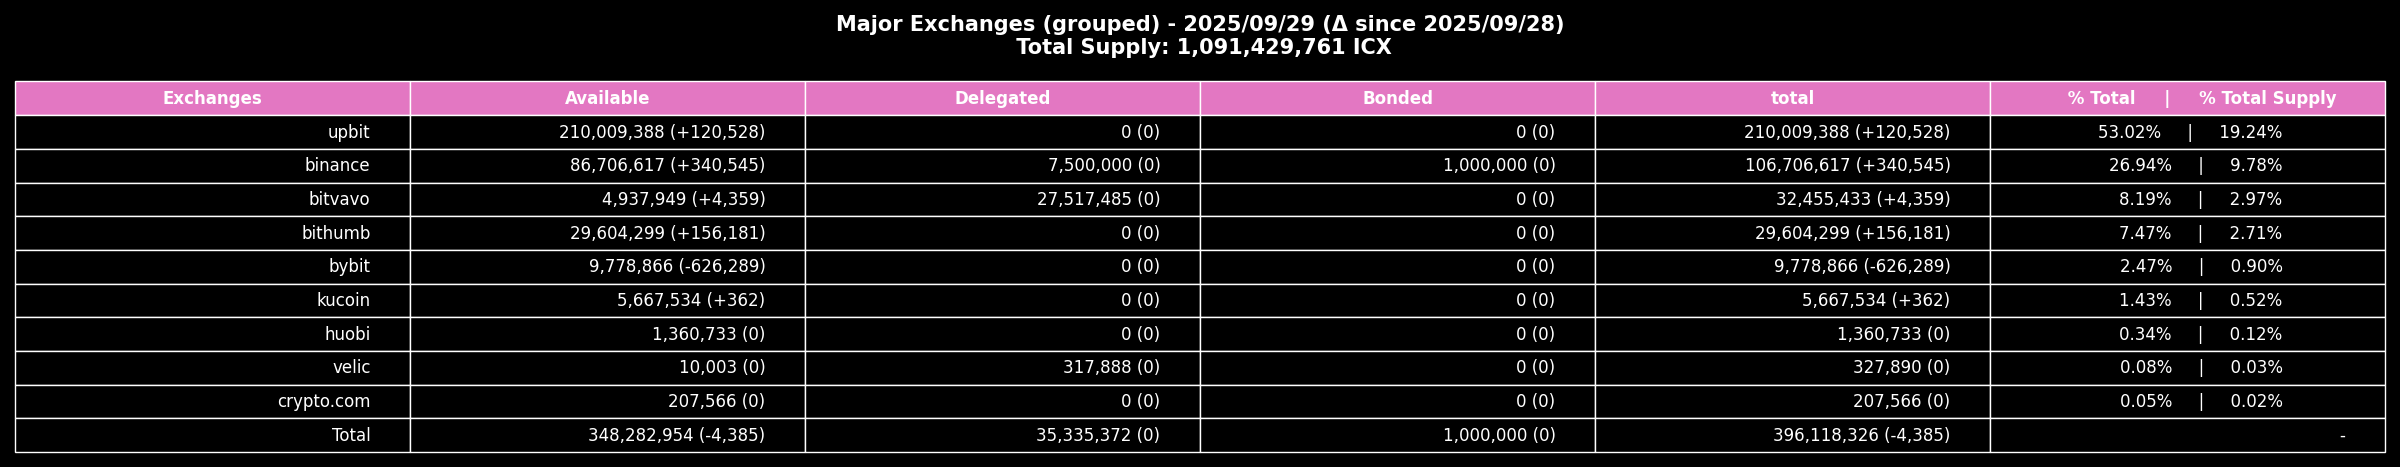 Major Exchanges (grouped) - 2025/09/29 (Δ since 2025/09/28)
Total Supply: 1,091,429,761 ICX
Exchanges Available Delegated Bonded total % Total | % Total Supply
upbit 210,009,388 (+120,528) 0 (0) 0 (0) 210,009,388 (+120,528) 53.02% | 19.24%
binance 86,706,617 (+340,545) 7,500,000 (0) 1,000,000 (0) 106,706,617 (+340,545) 26.94% | 9.78%
bitvavo 4,937,949 (+4,359) 27,517,485 (0) 0 (0) 32,455,433 (+4,359) 8.19% | 2.97%
bithumb 29,604,299 (+156,181) 0 (0) 0 (0) 29,604,299 (+156,181) 7.47% | 2.71%
bybit 9,778,866 (-626,289) 0 (0) 0 (0) 9,778,866 (-626,289) 2.47% | 0.90%
kucoin 5,667,534 (+362) 0 (0) 0 (0) 5,667,534 (+362) 1.43% | 0.52%
huobi 1,360,733 (0) 0 (0) 0 (0) 1,360,733 (0) 0.34% | 0.12%
velic 10,003 (0) 317,888 (0) 0 (0) 327,890 (0) 0.08% | 0.03%
crypto.com 207,566 (0) 0 (0) 0 (0) 207,566 (0) 0.05% | 0.02%
Total 348,282,954 (-4,385) 35,335,372 (0) 1,000,000 (0) 396,118,326 (-4,385) -